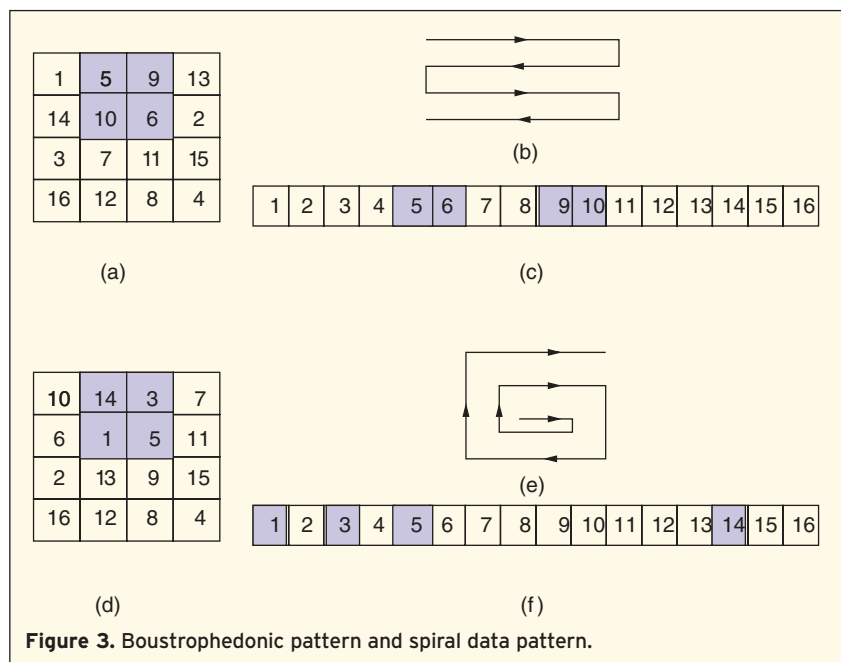 1 5 9 13
14 10 6 2
3 7 11 15
16 12 8 4
(a)
(b)
1 2 3 4 5 6 7 8 9 10 11 12 13 14 15 16
(c)
10 14 3 7
6 1 5 11
2 13 9 15
16 12 8 4
(d)
(e)
1 2 3 4 5 6 7 8 9 10 11 12 13 14 15 16
(f)
Figure 3. Boustrophedonic pattern and spiral data pattern.